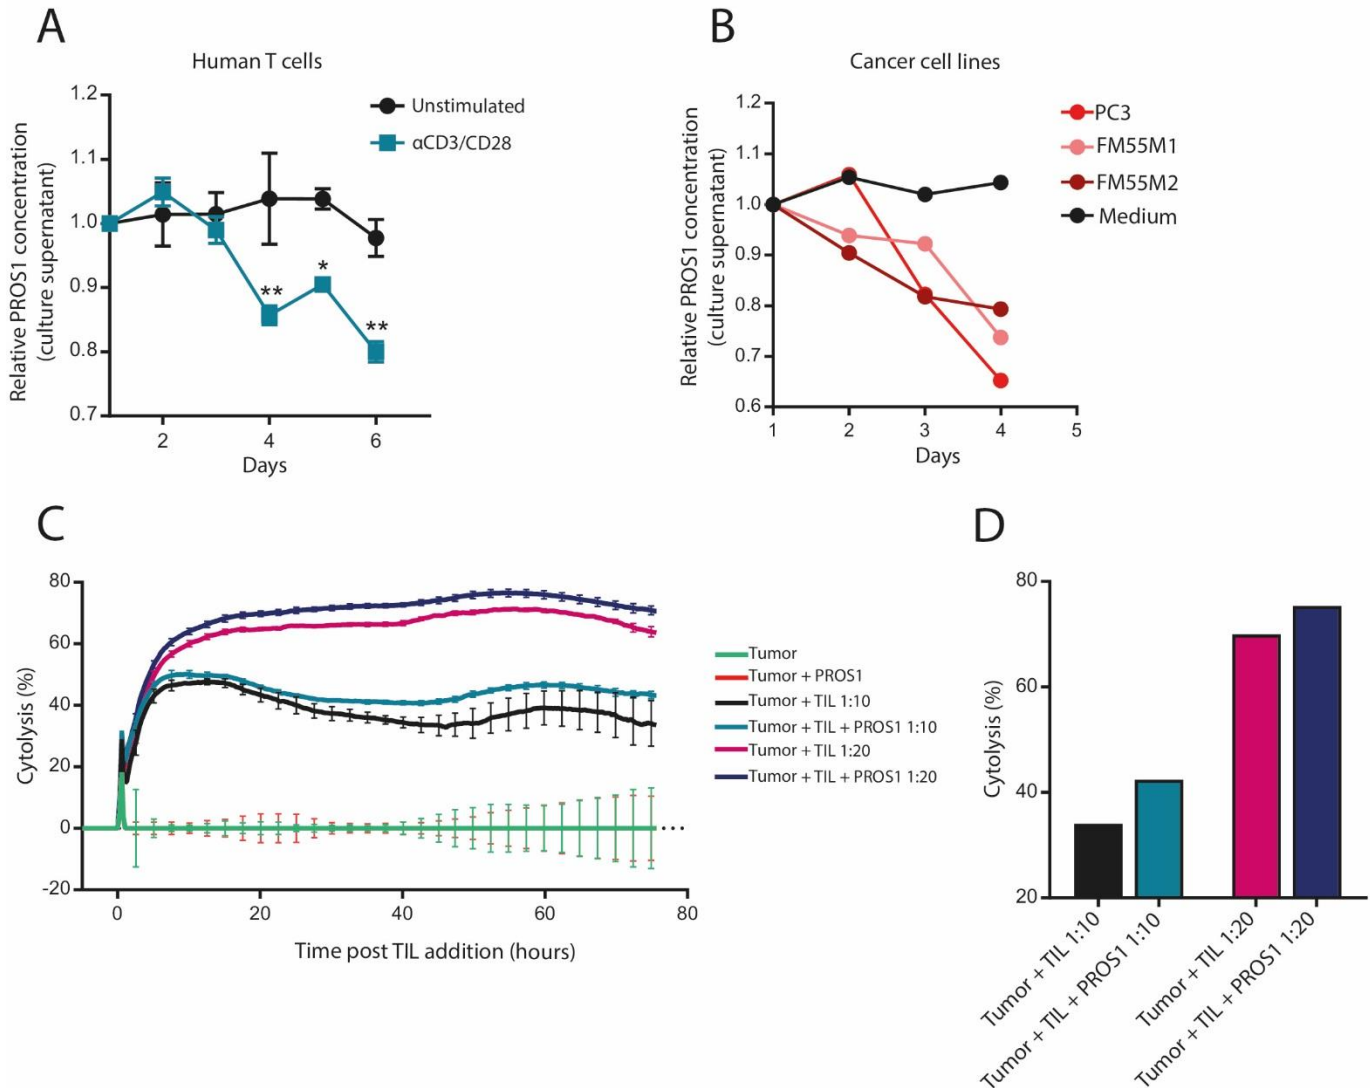 A
Human T cells
Relative PROS1 concentration
(culture supernatant)
1.2
1.1
1.0
0.9
0.8
0.7
Unstimulated
αCD3/CD28
**
*
**
2
4
6
Days
B
Cancer cell lines
Relative PROS1 concentration
(culture supernatant)
1.2
1.1
1.0
0.9
0.8
0.7
0.6
PC3
FM55M1
FM55M2
Medium
1
2
3
4
5
Days
C
Cytolysis (%)
80
60
40
20
0
-20
0
20
40
60
80
Time post TIL addition (hours)
Tumor
Tumor + PROS1
Tumor + TIL 1:10
Tumor + TIL + PROS1 1:10
Tumor + TIL 1:20
Tumor + TIL + PROS1 1:20
D
Cytolysis (%)
80
60
40
20
Tumor + TIL 1:10
Tumor + TIL + PROS1 1:10
Tumor + TIL 1:20
Tumor + TIL + PROS1 1:20